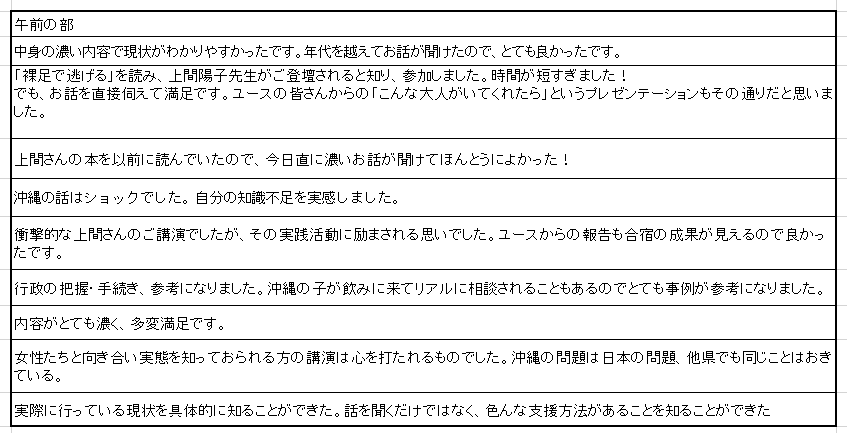 午前の部
中身の濃い内容で現状がわかりやすかったです。年代を越えてお話が聞けたので、とても良かったです。
「裸足で逃げる」を読み、上間陽子先生がご登壇されると知り、参加しました。時間が短すぎました！
でも、お話を直接伺えて満足です。ユースの皆さんからの「こんな大人がいてくれたら」というプレゼンテーションもその通りだと思いま
した。
上間さんの本を以前に読んでいたので、今日直に濃いお話が聞けてほんとうによかった！
沖縄の話はショックでした。自分の知識不足を実感しました。
衝撃的な上間さんのご講演でしたが、その実践活動に励まされる思いでした。ユースからの報告も合宿の成果が見えるので良かっ
たです。
行政の把握・手続き、参考になりました。沖縄の子が飲みに来てリアルに相談されることもあるのでとても事例が参考になりました。
内容がとても濃く、多変満足です。
女性たちと向き合い実態を知っておられる方の講演は心を打たれるものでした。沖縄の問題は日本の問題、他県でも同じことはおき
ている。
実際に行っている現状を具体的に知ることができた。話を聞くだけではなく、色んな支援方法があることを知ることができた